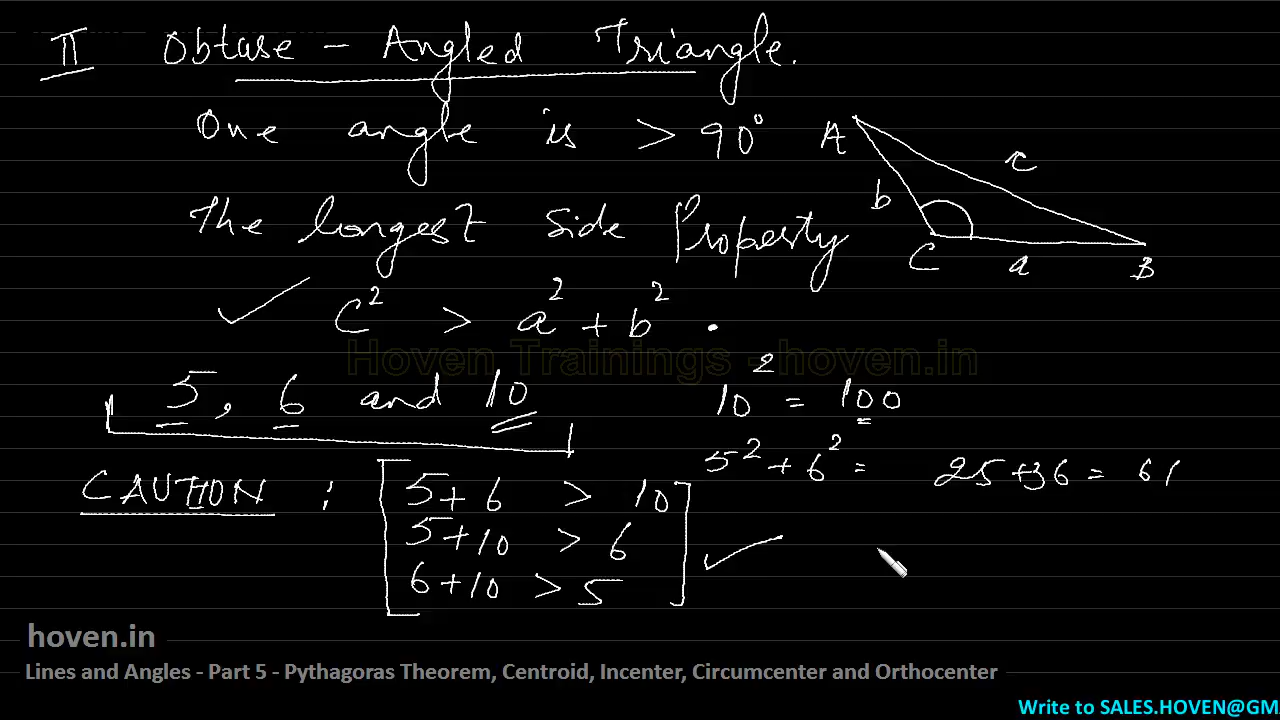 II Obtuse - Angled Triangle.
One angle is > 90°
A
c
b
C a B
The longest side Property
c² > a² + b² .
Hoven Trainings - hoven.in
5, 6 and 10
10² = 100
5² + 6² = 25 + 36 = 61
CAUTION : 5 + 6 > 10
5 + 10 > 6
6 + 10 > 5
hoven.in
Lines and Angles - Part 5 - Pythagoras Theorem, Centroid, Incenter, Circumcenter and Orthocenter
Write to SALES.HOVEN@GM